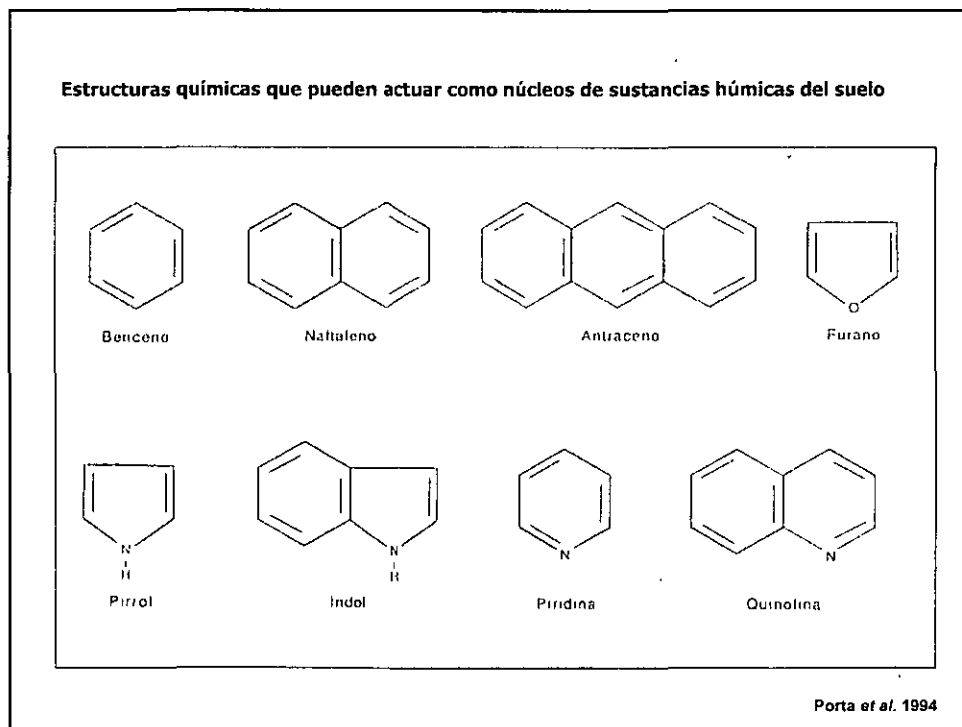 Estructuras químicas que pueden actuar como núcleos de sustancias húmicas del suelo
Benceno Naftaleno Antraceno Furano
O
N N N N
H R
Pirrol Indol Piridina Quinolina
Porta et al. 1994